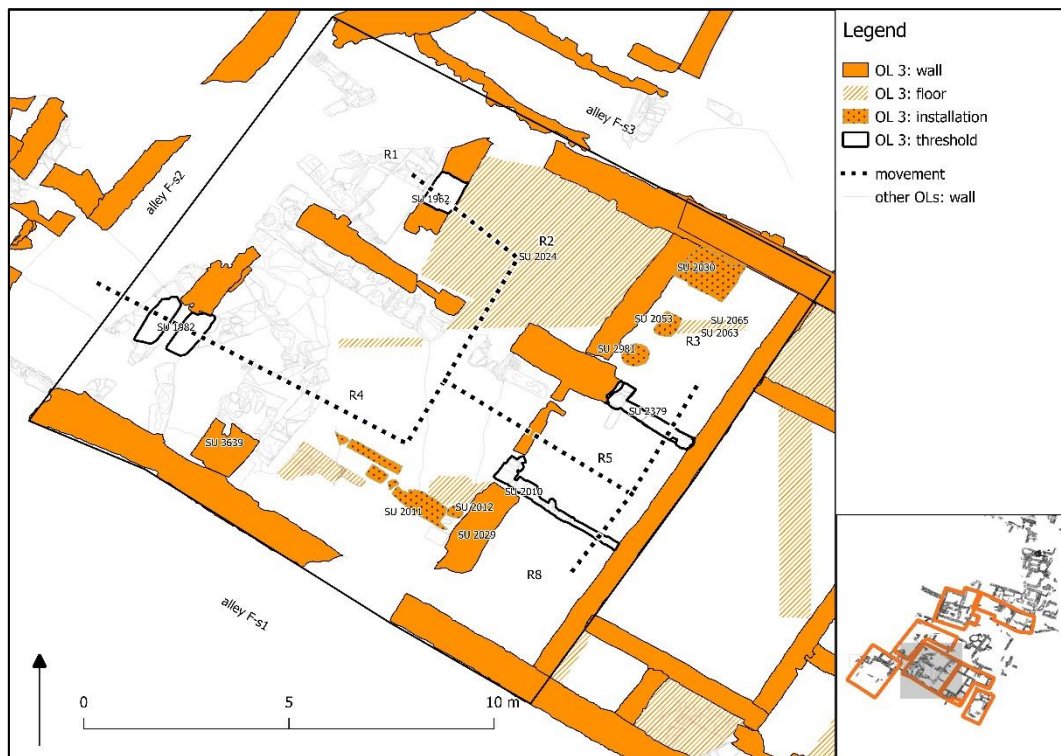 Legend
OL 3: wall
OL 3: floor
OL 3: installation
OL 3: threshold
movement
other OLs: wall
alley F-s3
R1
alley F-s2
SU 1962
R2
SU 2024
SU 2030
SU 2053
SU 2065
SU 2063
R3
SU 1982
SU 2981
R4
SU 2379
SU 3639
R5
SU 2010
SU 2011
SU 2012
SU 2029
R8
alley F-s1
0 5 10 m